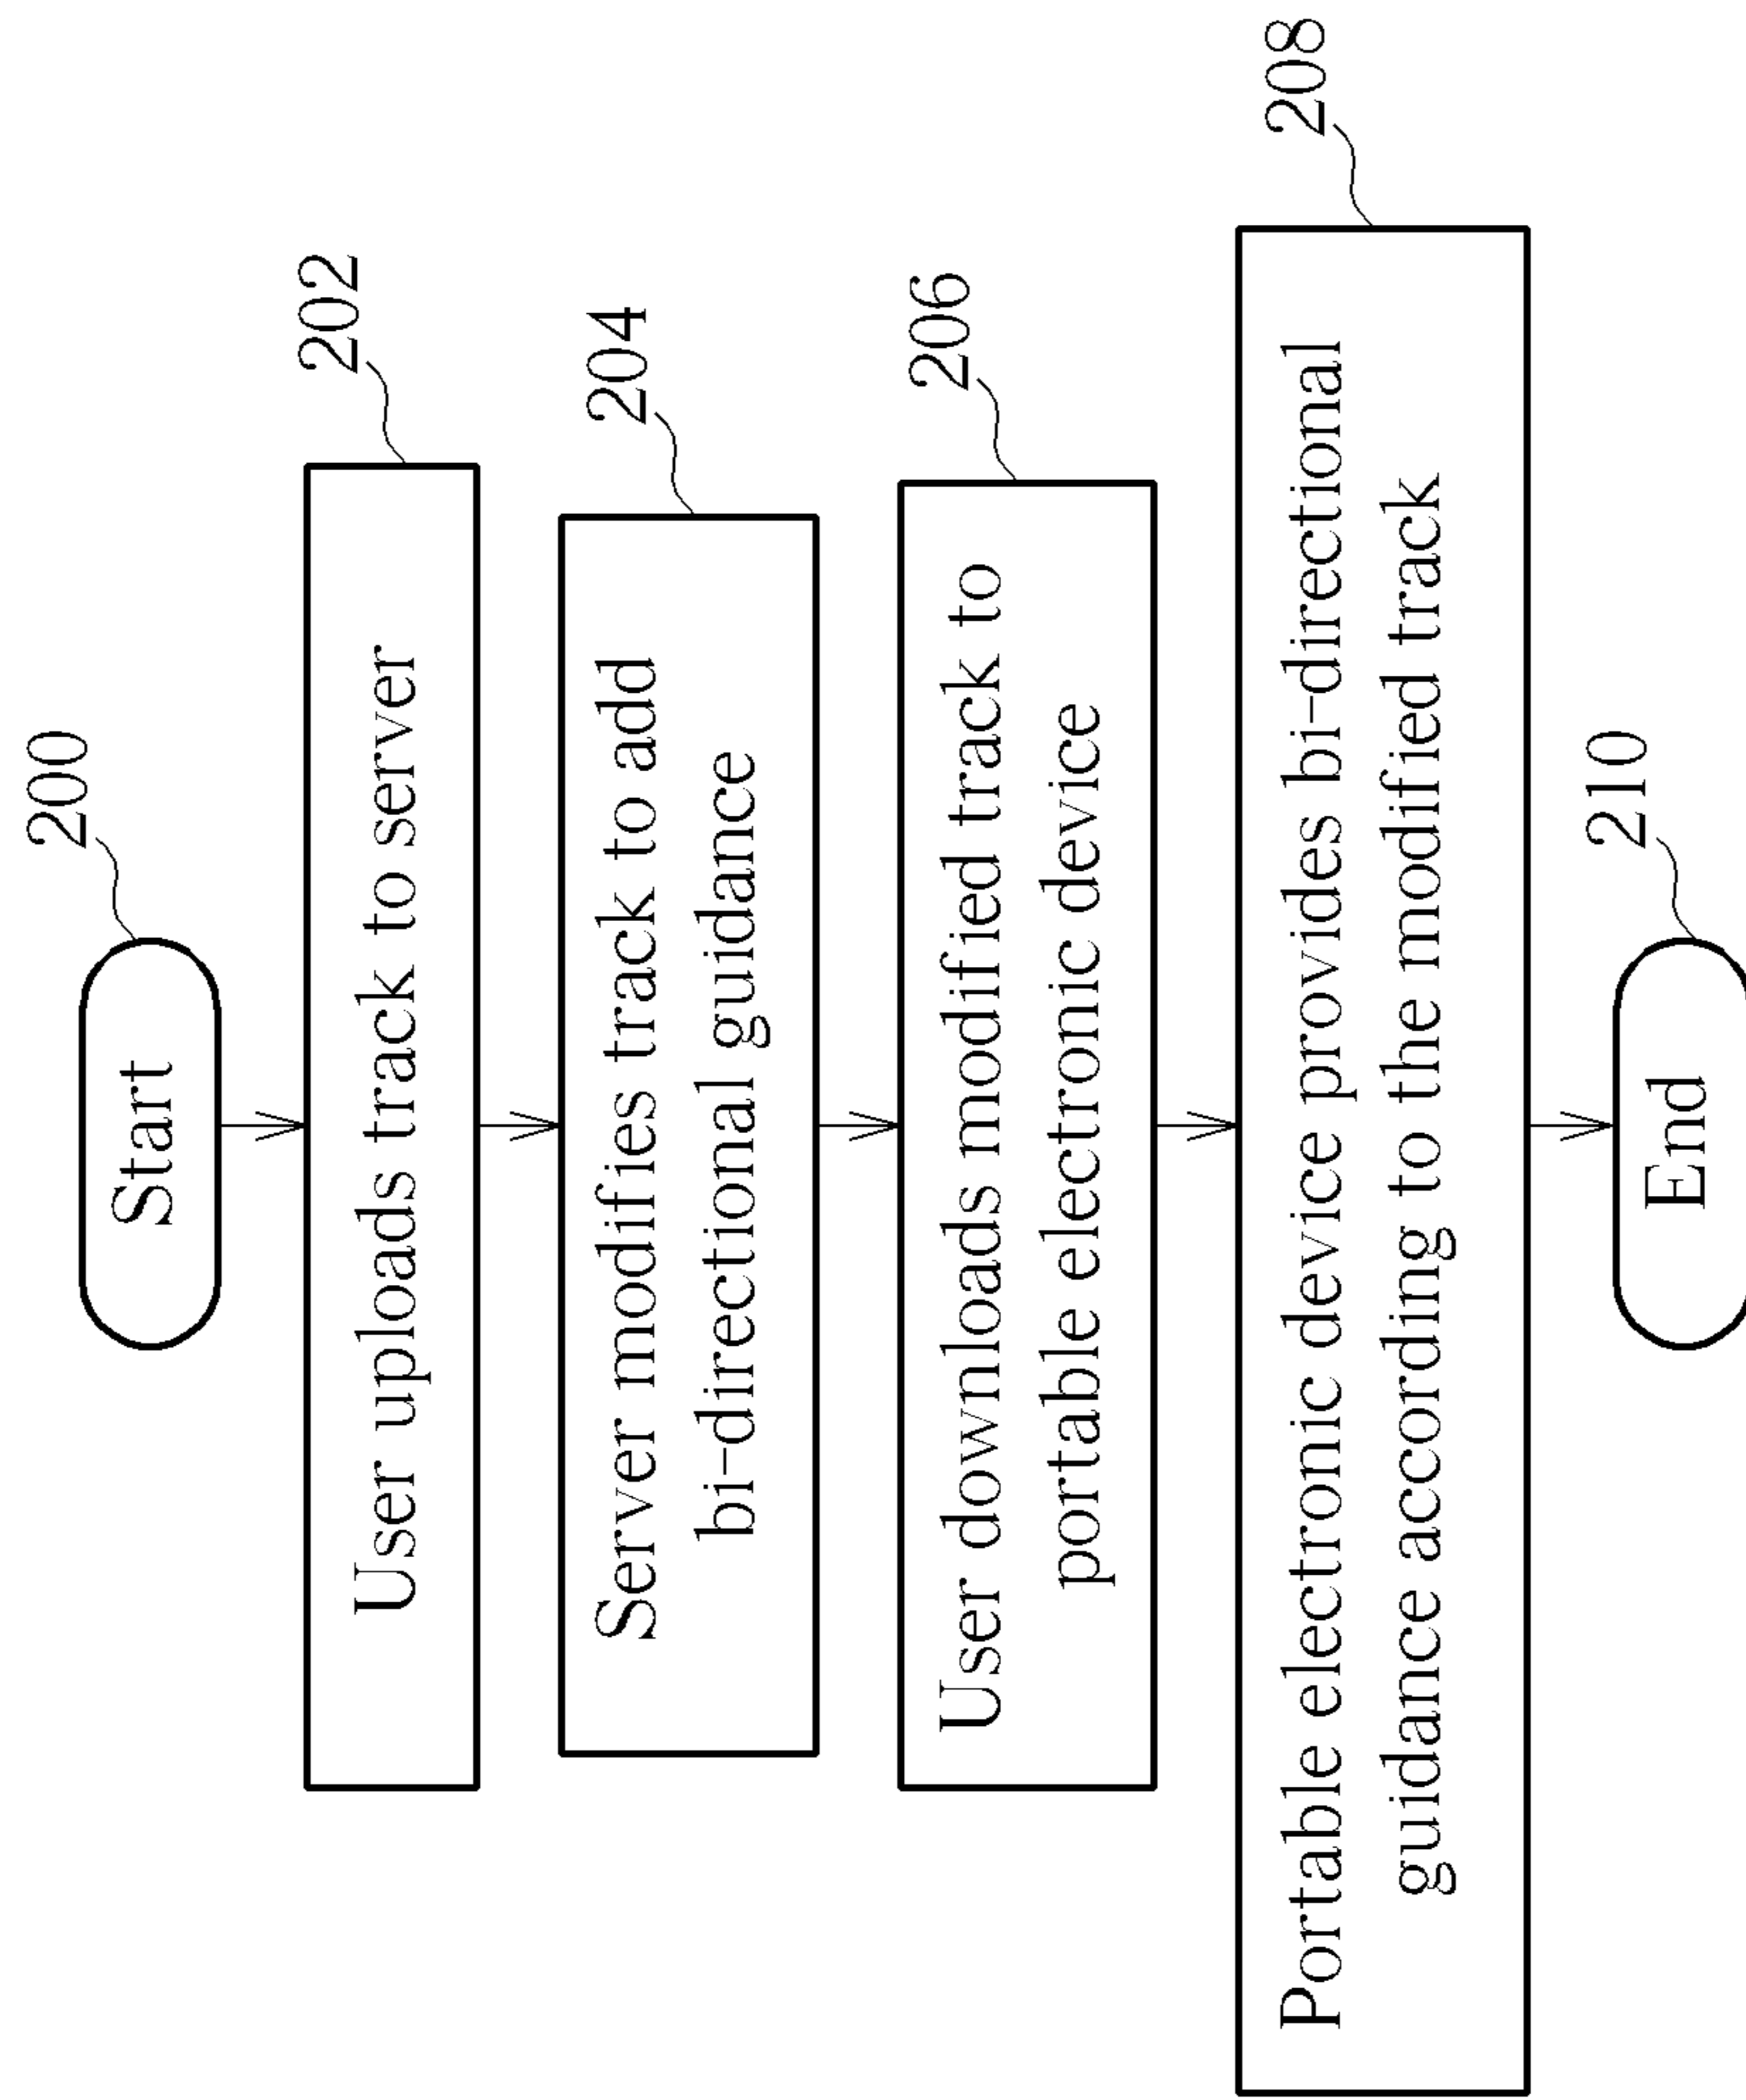 200
Start
202
User uploads track to server
204
Server modifies track to add
bi-directional guidance
206
User downloads modified track to
portable electronic device
208
Portable electronic device provides bi-directional
guidance according to the modified track
210
End